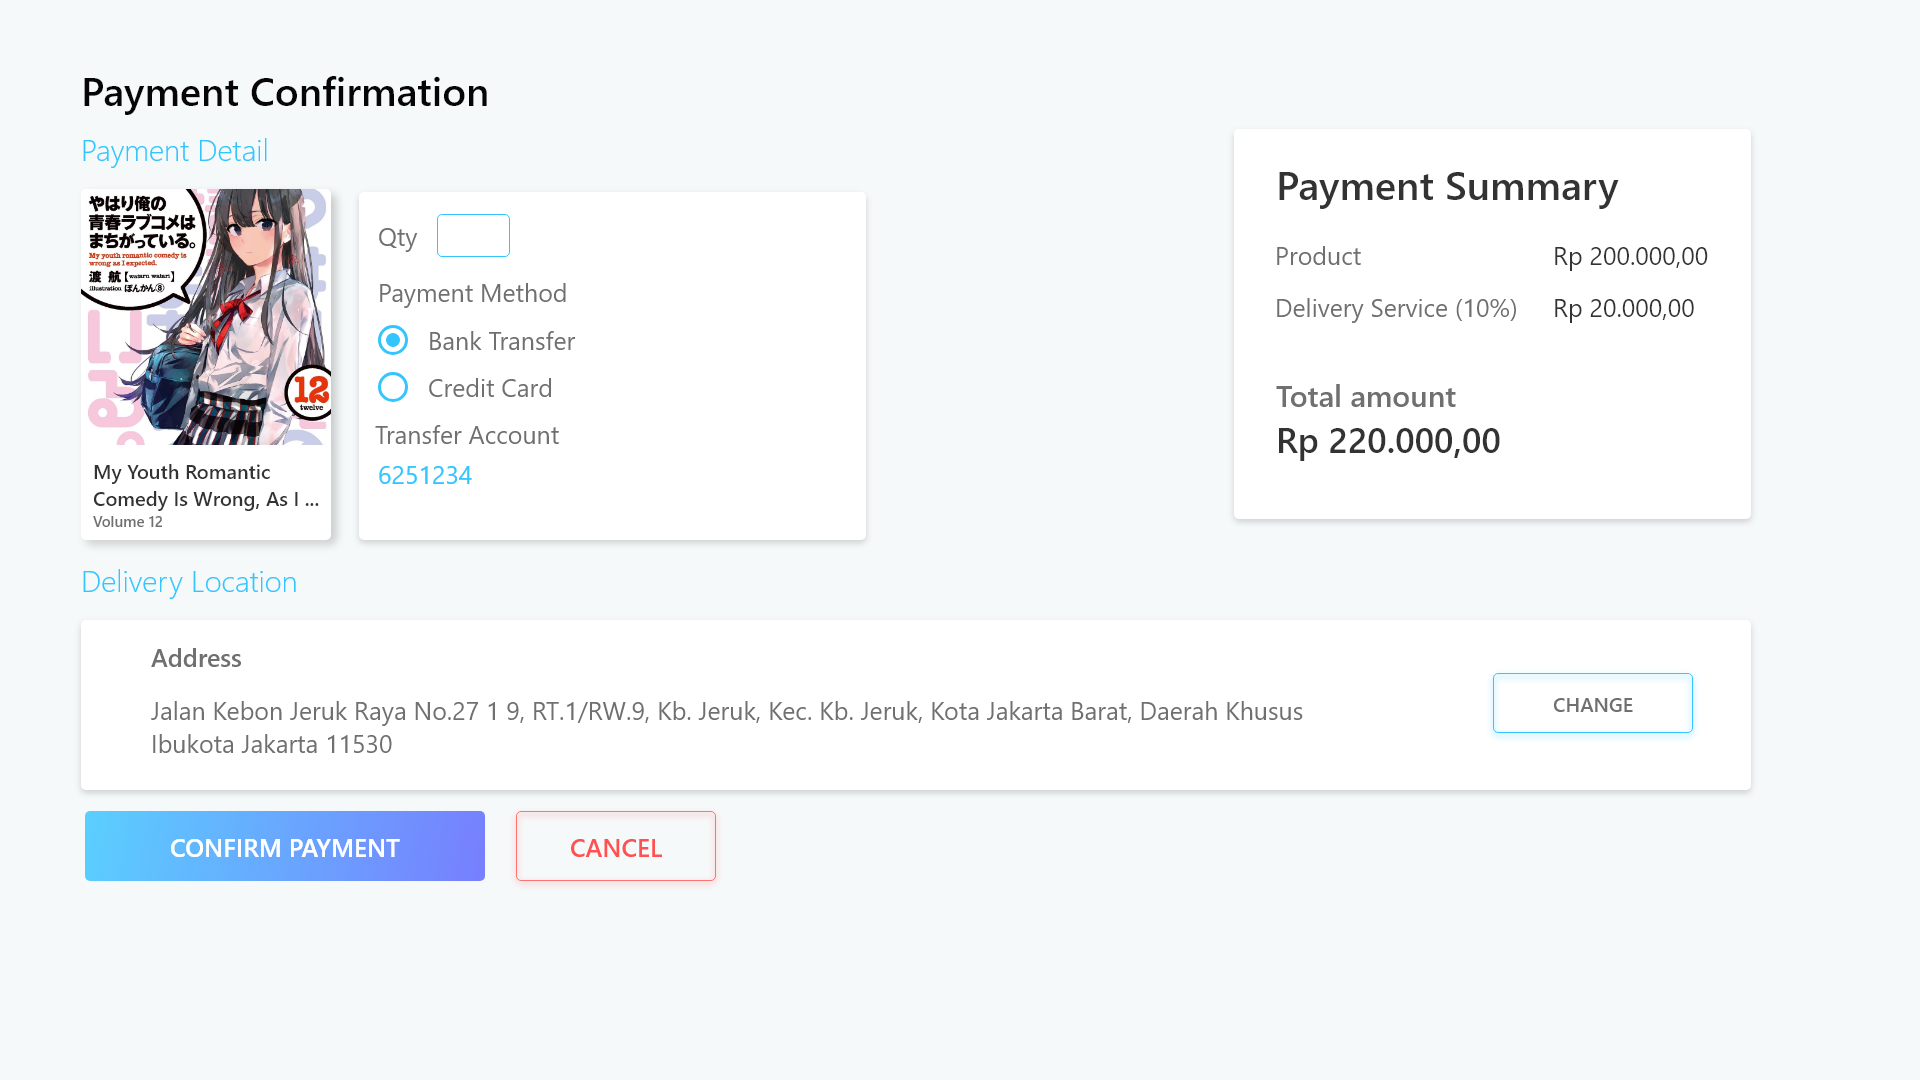 Payment Confirmation
Payment Detail
やはり俺の
青春ラブコメは
まちがっている。
My youth romantic comedy is
wrong as I expected.
渡 航【wataru watari】
illustration ぽんかん⑧
12
twelve
My Youth Romantic
Comedy Is Wrong, As I ...
Volume 12
Qty
Payment Method
Bank Transfer
Credit Card
Transfer Account
6251234
Payment Summary
Product Rp 200.000,00
Delivery Service (10%) Rp 20.000,00
Total amount
Rp 220.000,00
Delivery Location
Address
Jalan Kebon Jeruk Raya No.27 1 9, RT.1/RW.9, Kb. Jeruk, Kec. Kb. Jeruk, Kota Jakarta Barat, Daerah Khusus
Ibukota Jakarta 11530
CHANGE
CONFIRM PAYMENT
CANCEL